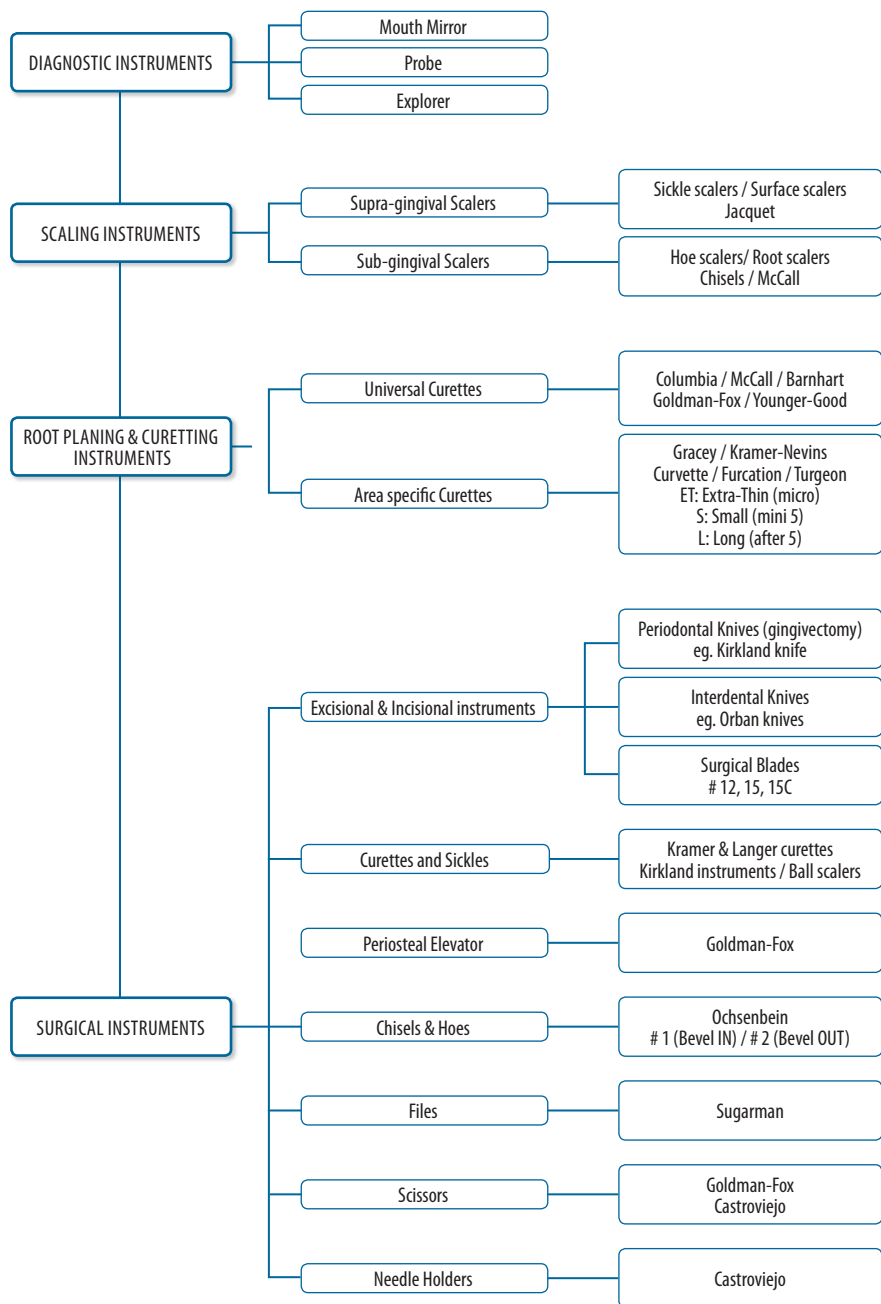 Mouth Mirror
DIAGNOSTIC INSTRUMENTS
Probe
Explorer
Supra-gingival Scalers
Sickle scalers / Surface scalers
Jacquet
SCALING INSTRUMENTS
Sub-gingival Scalers
Hoe scalers/ Root scalers
Chisels / McCall
Universal Curettes
Columbia / McCall / Barnhart
Goldman-Fox / Younger-Good
ROOT PLANING & CURETTING
INSTRUMENTS
Area specific Curettes
Gracey / Kramer-Nevins
Curvette / Furcation / Turgeon
ET: Extra-Thin (micro)
S: Small (mini 5)
L: Long (after 5)
Excisional & Incisional instruments
Periodontal Knives (gingivectomy)
eg. Kirkland knife
Interdental Knives
eg. Orban knives
Surgical Blades
# 12, 15, 15C
Curettes and Sickles
Kramer & Langer curettes
Kirkland instruments / Ball scalers
Periosteal Elevator
Goldman-Fox
SURGICAL INSTRUMENTS
Chisels & Hoes
Ochsenbein
# 1 (Bevel IN) / # 2 (Bevel OUT)
Files
Sugarman
Scissors
Goldman-Fox
Castroviejo
Needle Holders
Castroviejo